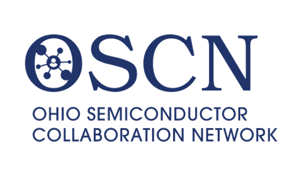 OSCN
OHIO SEMICONDUCTOR
COLLABORATION NETWORK